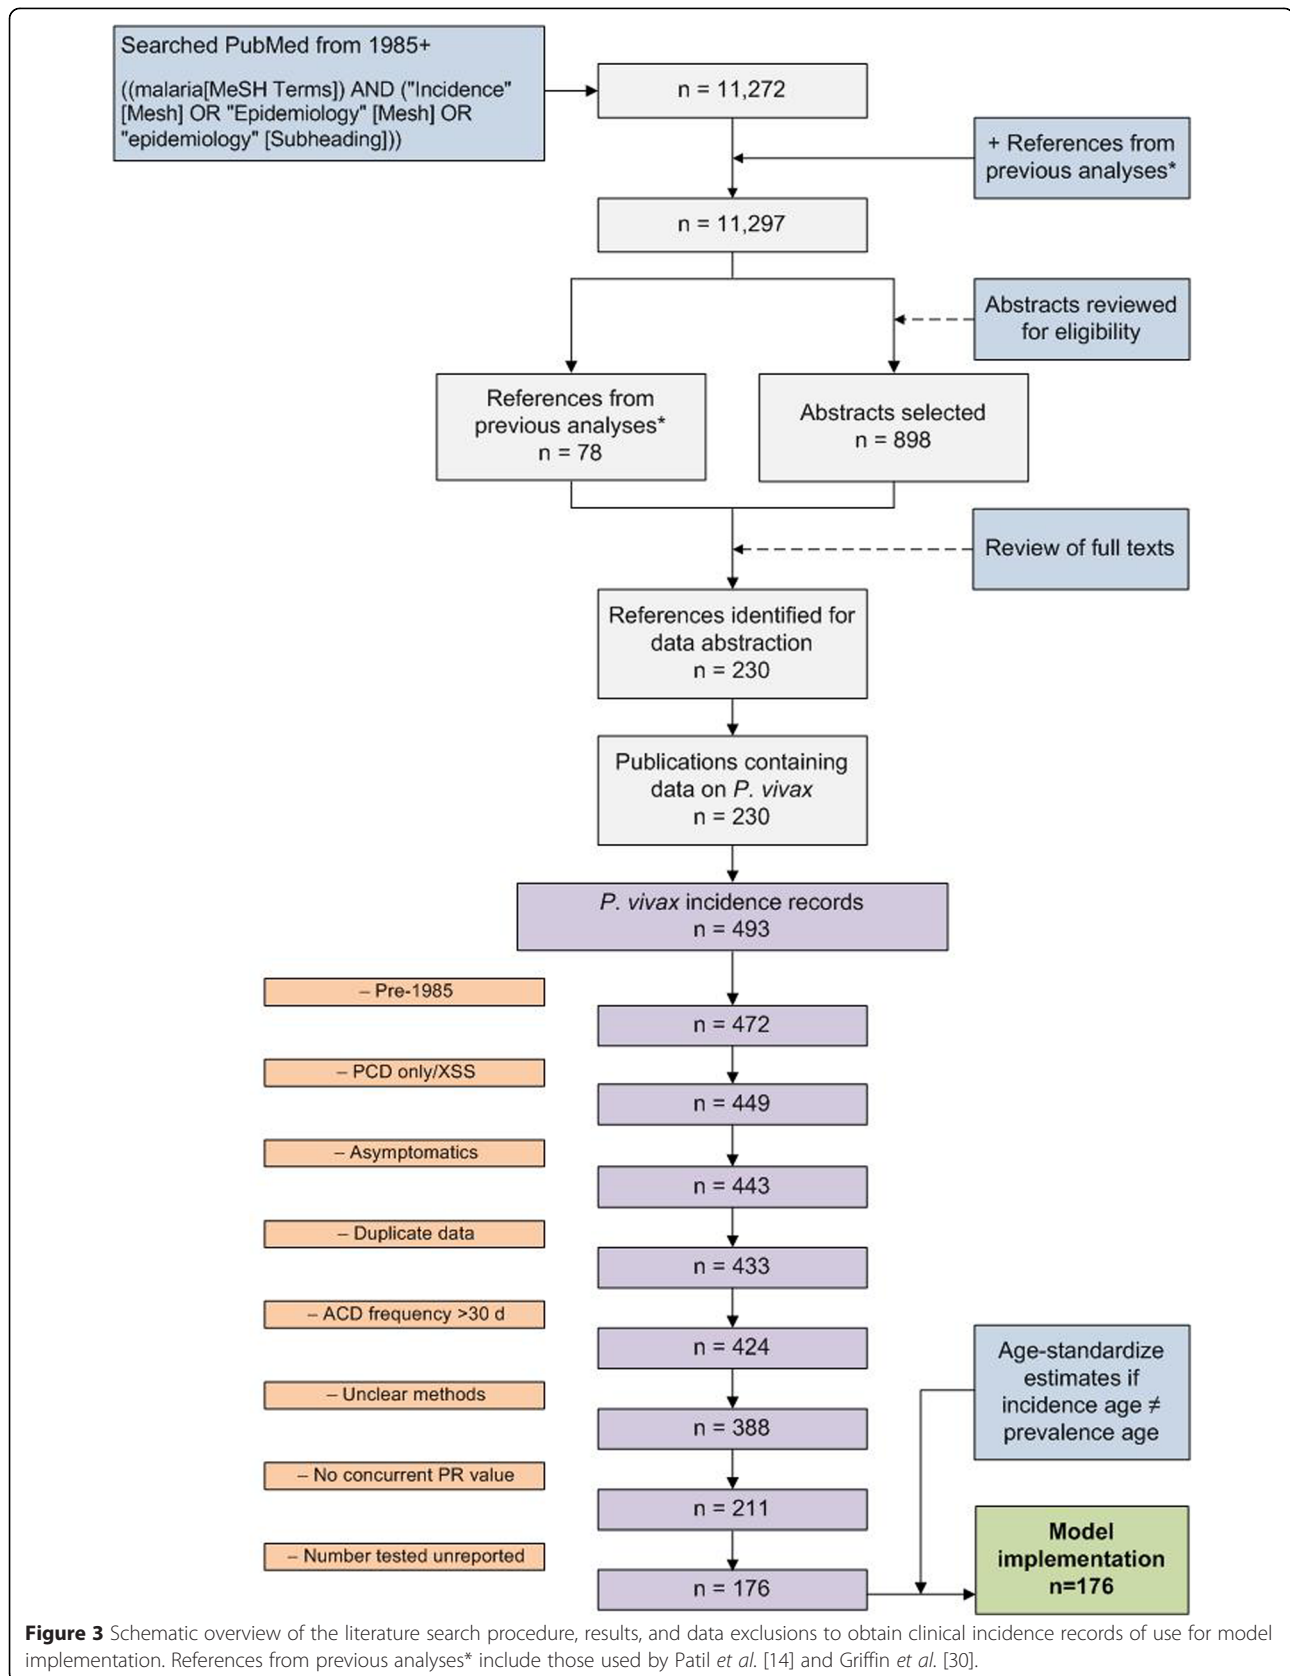 Searched PubMed from 1985+
((malaria[MeSH Terms]) AND ("Incidence"
[Mesh] OR "Epidemiology" [Mesh] OR
"epidemiology" [Subheading]))
n = 11,272
+ References from
previous analyses*
n = 11,297
Abstracts reviewed
for eligibility
References from
previous analyses*
n = 78
Abstracts selected
n = 898
Review of full texts
References identified for
data abstraction
n = 230
Publications containing
data on P. vivax
n = 230
P. vivax incidence records
n = 493
– Pre-1985
n = 472
– PCD only/XSS
n = 449
– Asymptomatics
n = 443
– Duplicate data
n = 433
– ACD frequency >30 d
n = 424
– Unclear methods
n = 388
– No concurrent PR value
n = 211
– Number tested unreported
n = 176
Age-standardize
estimates if
incidence age ≠
prevalence age
Model
implementation
n=176
Figure 3 Schematic overview of the literature search procedure, results, and data exclusions to obtain clinical incidence records of use for model
implementation. References from previous analyses* include those used by Patil et al. [14] and Griffin et al. [30].